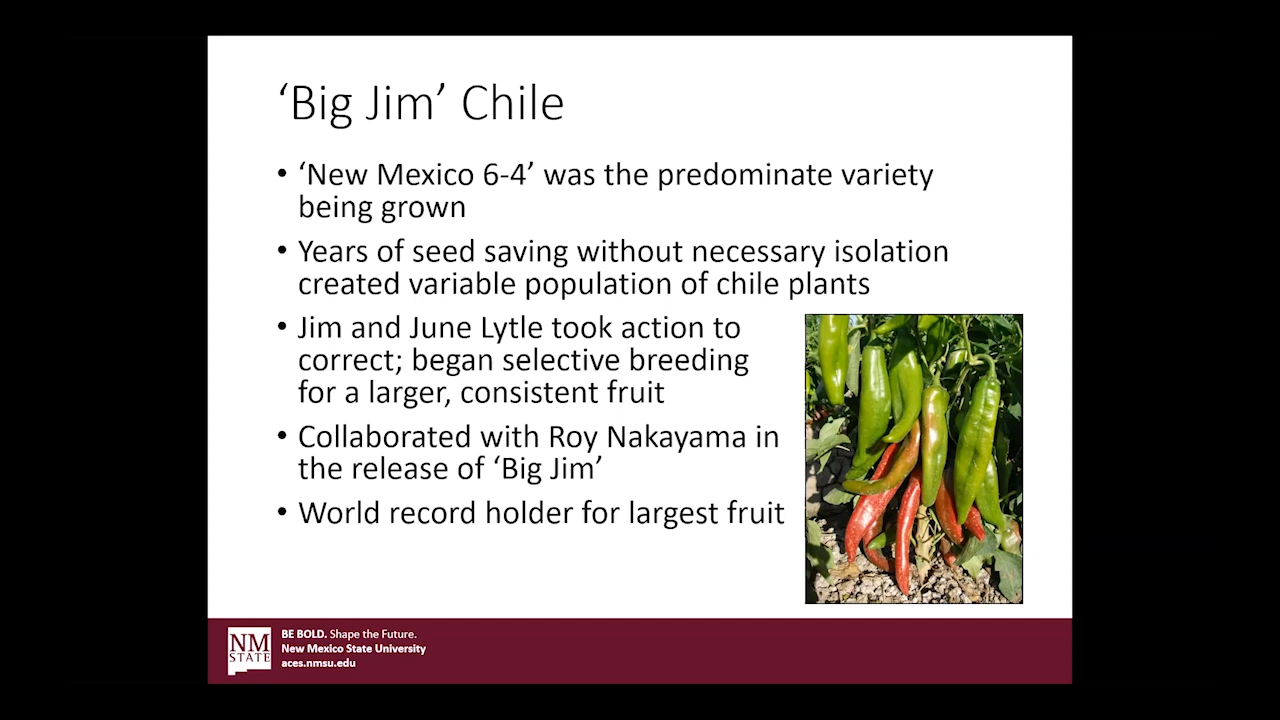 ‘Big Jim’ Chile
• ‘New Mexico 6-4’ was the predominate variety
being grown
• Years of seed saving without necessary isolation
created variable population of chile plants
• Jim and June Lytle took action to
correct; began selective breeding
for a larger, consistent fruit
• Collaborated with Roy Nakayama in
the release of ‘Big Jim’
• World record holder for largest fruit
NM
STATE
BE BOLD. Shape the Future.
New Mexico State University
aces.nmsu.edu